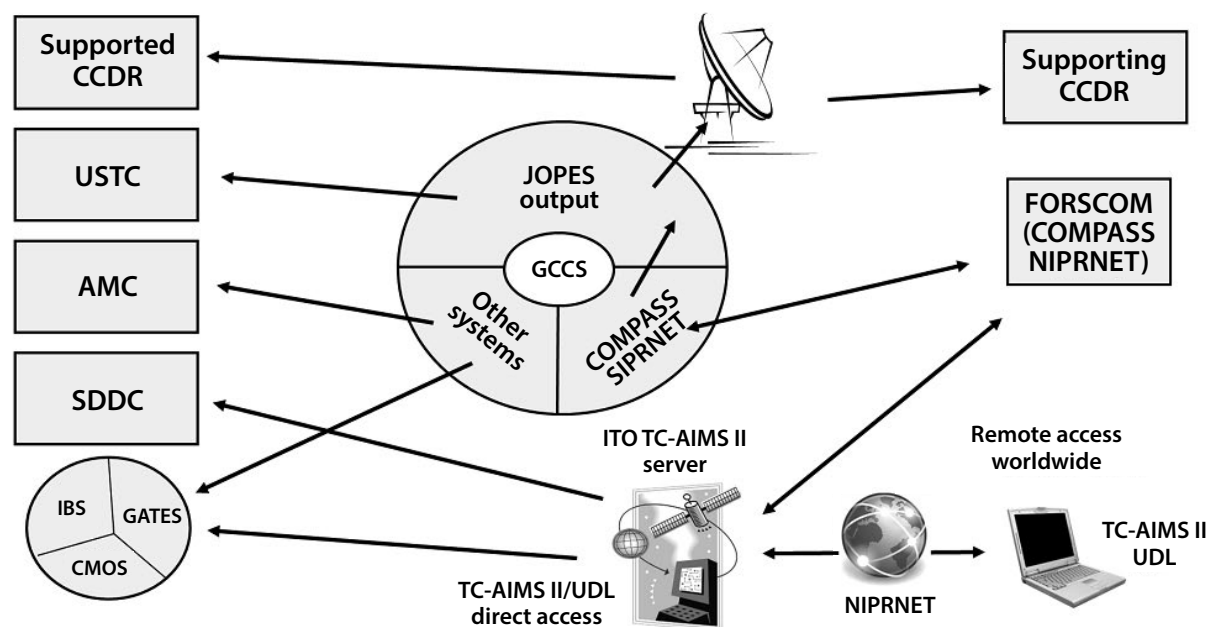 Supported
CCDR
Supporting
CCDR
USTC
JOPES
output
FORSCOM
(COMPASS
NIPRNET)
GCCS
AMC
Other
systems
COMPASS
SIPRNET
SDDC
ITO TC-AIMS II
server
Remote access
worldwide
IBS
GATES
CMOS
TC-AIMS II
UDL
TC-AIMS II/UDL
direct access
NIPRNET